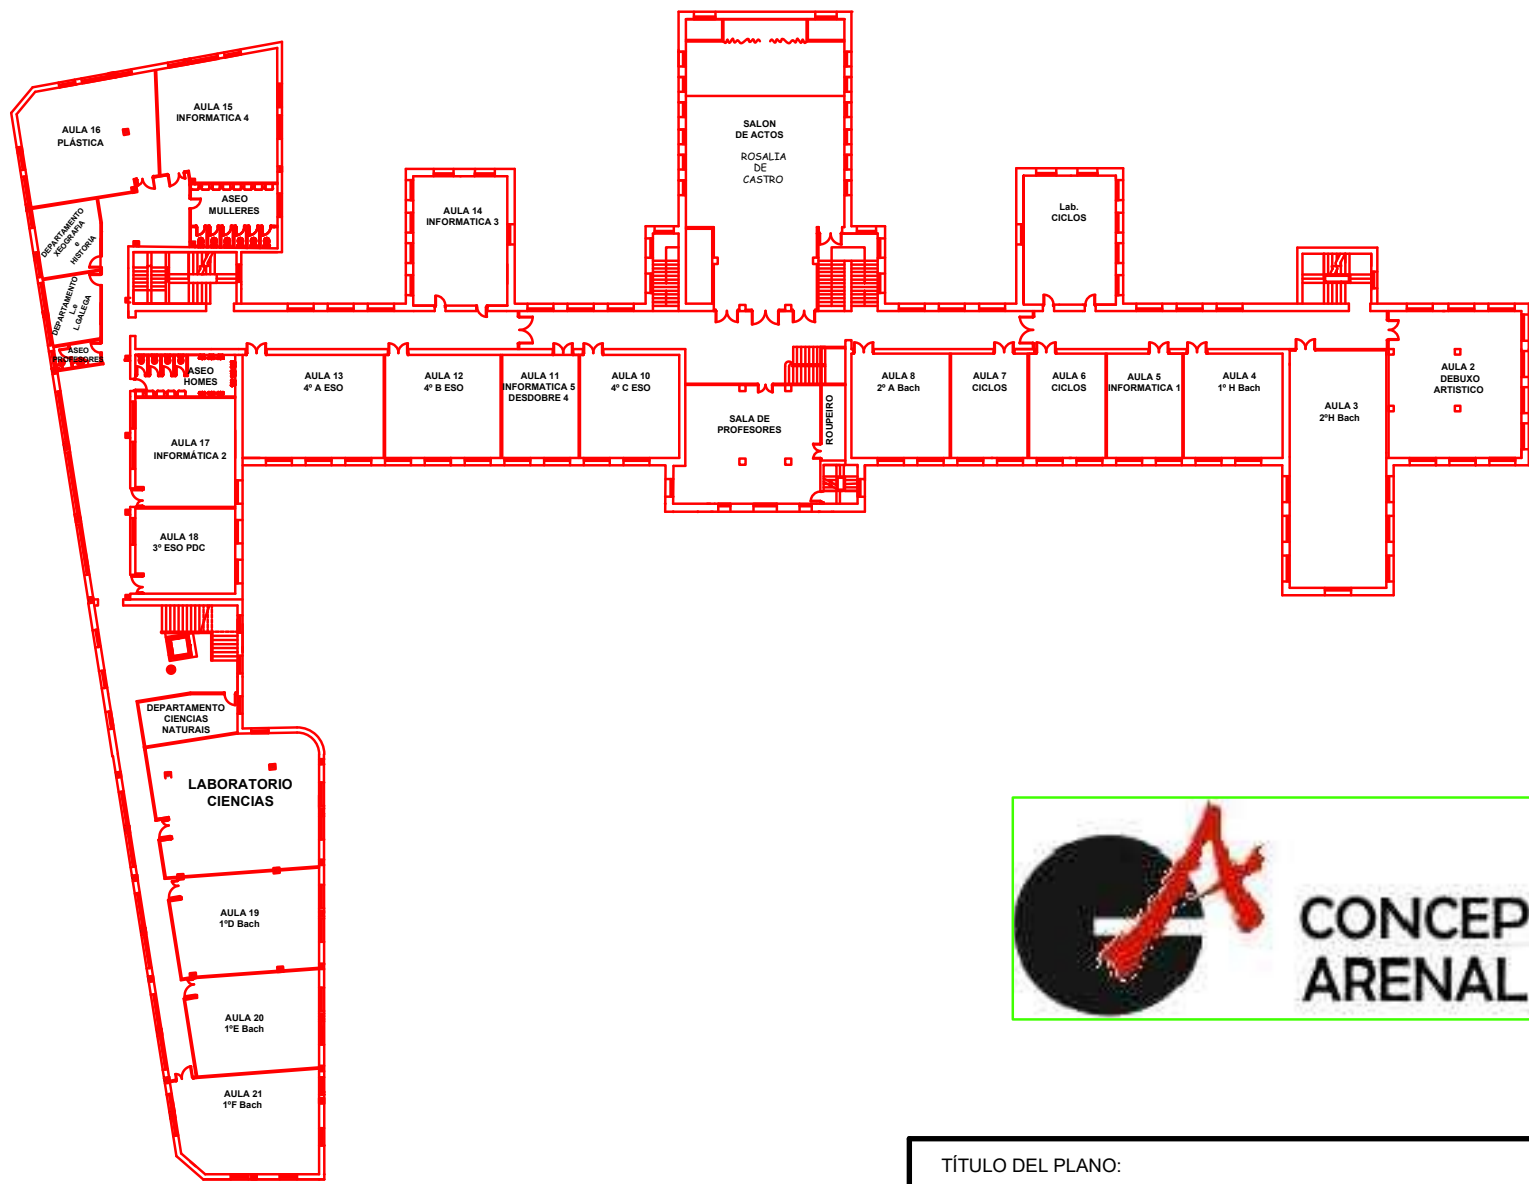 AULA 15
INFORMATICA 4
AULA 16
PLÁSTICA
ASEO
MULLERES
DEPARTAMENTO
XEOGRAFIA
e
HISTORIA
DEPARTAMENTO
L.e
L.GALEGA
ASEO
PROFESORES
ASEO
HOMES
AULA 14
INFORMATICA 3
SALON
DE ACTOS
ROSALIA
DE
CASTRO
Lab.
CICLOS
AULA 13
4º A ESO
AULA 12
4º B ESO
AULA 11
INFORMATICA 5
DESDOBRE 4
AULA 10
4º C ESO
SALA DE
PROFESORES
ROUPEIRO
AULA 8
2º A Bach
AULA 7
CICLOS
AULA 6
CICLOS
AULA 5
INFORMATICA 1
AULA 4
1º H Bach
AULA 3
2ºH Bach
AULA 2
DEBUXO
ARTISTICO
AULA 17
INFORMÁTICA 2
AULA 18
3º ESO PDC
DEPARTAMENTO
CIENCIAS
NATURAIS
LABORATORIO
CIENCIAS
AULA 19
1ºD Bach
AULA 20
1ºE Bach
AULA 21
1ºF Bach
CONCEP
ARENAL
TÍTULO DEL PLANO: